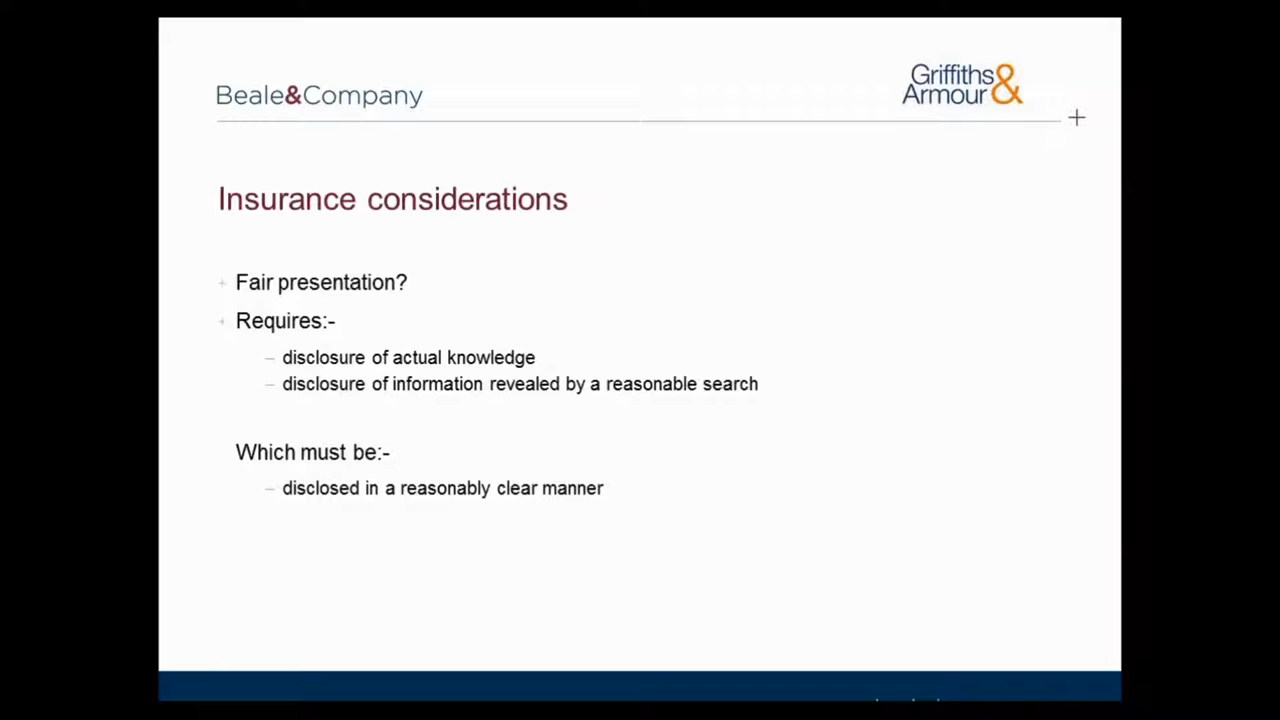 Beale&Company
Griffiths&
Armour
Insurance considerations
Fair presentation?
Requires:-
– disclosure of actual knowledge
– disclosure of information revealed by a reasonable search
Which must be:-
– disclosed in a reasonably clear manner